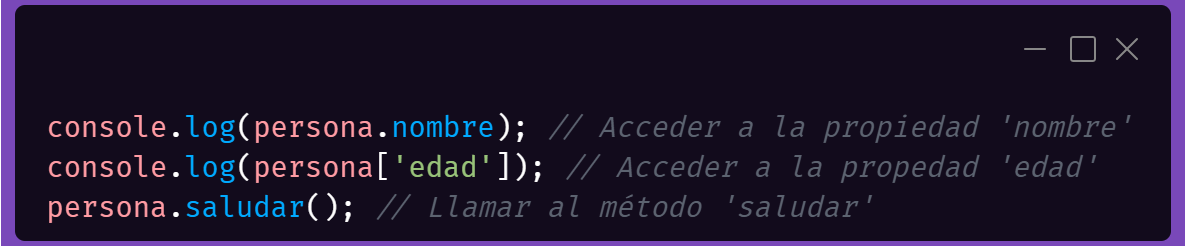 console.log(persona.nombre); // Acceder a la propiedad 'nombre'
console.log(persona['edad']); // Acceder a la propedad 'edad'
persona.saludar(); // Llamar al método 'saludar'